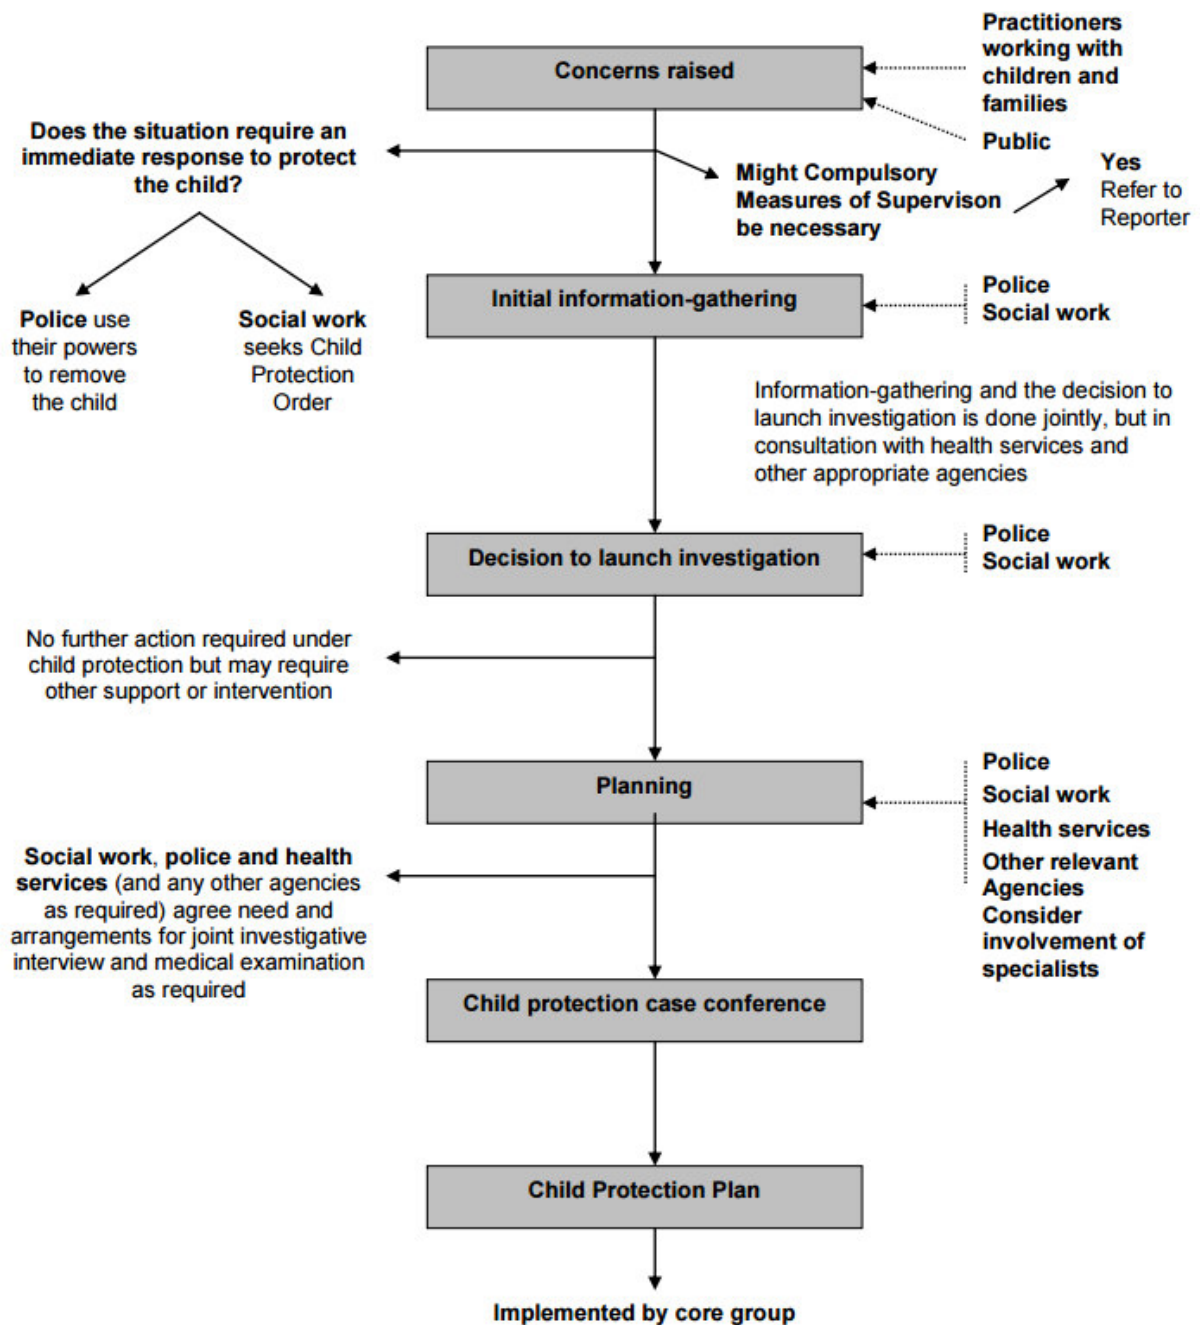 Concerns raised
Practitioners
working with
children and
families
Public
Does the situation require an
immediate response to protect
the child?
Might Compulsory
Measures of Supervison
be necessary
Yes
Refer to
Reporter
Police use
their powers
to remove
the child
Social work
seeks Child
Protection
Order
Initial information-gathering
Police
Social work
Information-gathering and the decision to
launch investigation is done jointly, but in
consultation with health services and
other appropriate agencies
Decision to launch investigation
Police
Social work
No further action required under
child protection but may require
other support or intervention
Planning
Police
Social work
Health services
Other relevant
Agencies
Consider
involvement of
specialists
Social work, police and health
services (and any other agencies
as required) agree need and
arrangements for joint investigative
interview and medical examination
as required
Child protection case conference
Child Protection Plan
Implemented by core group